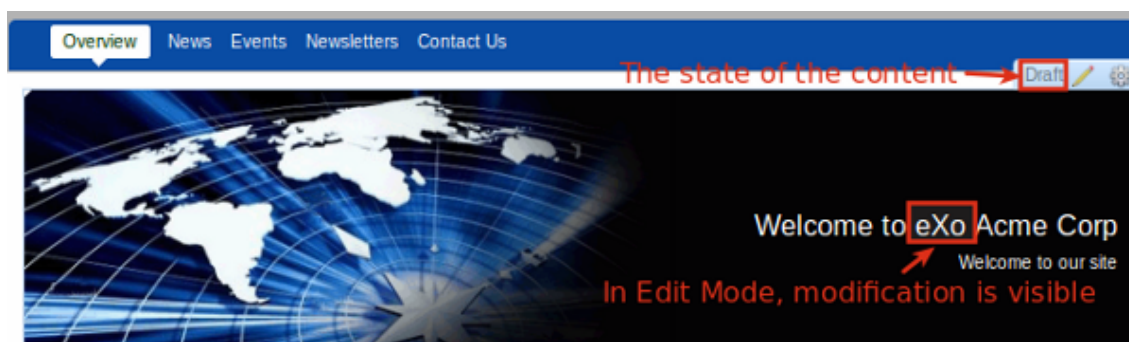 Overview News Events Newsletters Contact Us
The state of the content Draft
Welcome to eXo Acme Corp
Welcome to our site
In Edit Mode, modification is visible